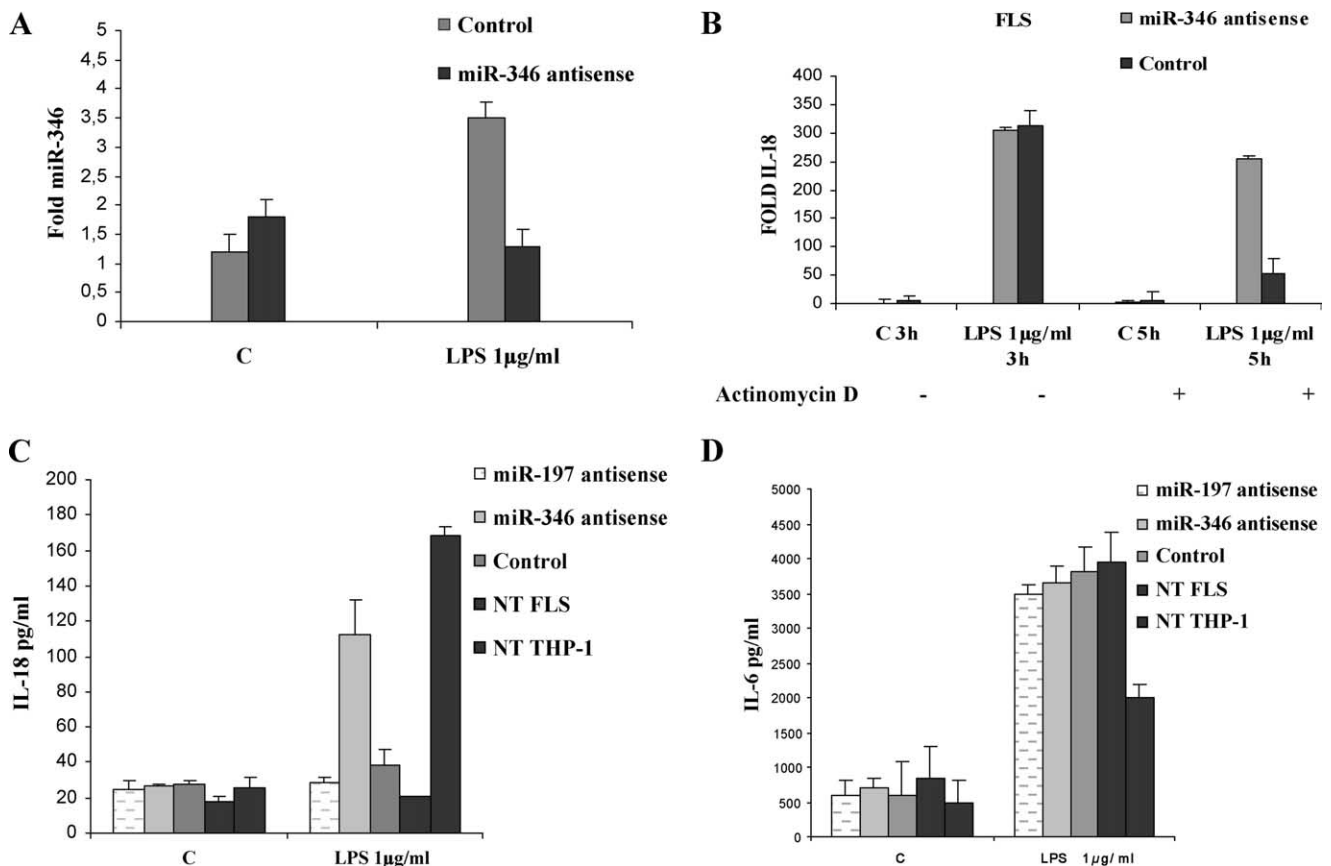 A
Control
miR-346 antisense
Fold miR-346
5
4,5
4
3,5
3
2,5
2
1,5
1
0,5
0
C
LPS 1µg/ml
B
FLS
miR-346 antisense
Control
FOLD IL-18
400
350
300
250
200
150
100
50
0
C 3h
LPS 1µg/ml
3h
C 5h
LPS 1µg/ml
5h
Actinomycin D - - + +
C
miR-197 antisense
miR-346 antisense
Control
NT FLS
NT THP-1
IL-18 pg/ml
200
180
160
140
120
100
80
60
40
20
0
C
LPS 1µg/ml
D
miR-197 antisense
miR-346 antisense
Control
NT FLS
NT THP-1
IL-6 pg/ml
5000
4500
4000
3500
3000
2500
2000
1500
1000
500
0
C
LPS 1µg/ml